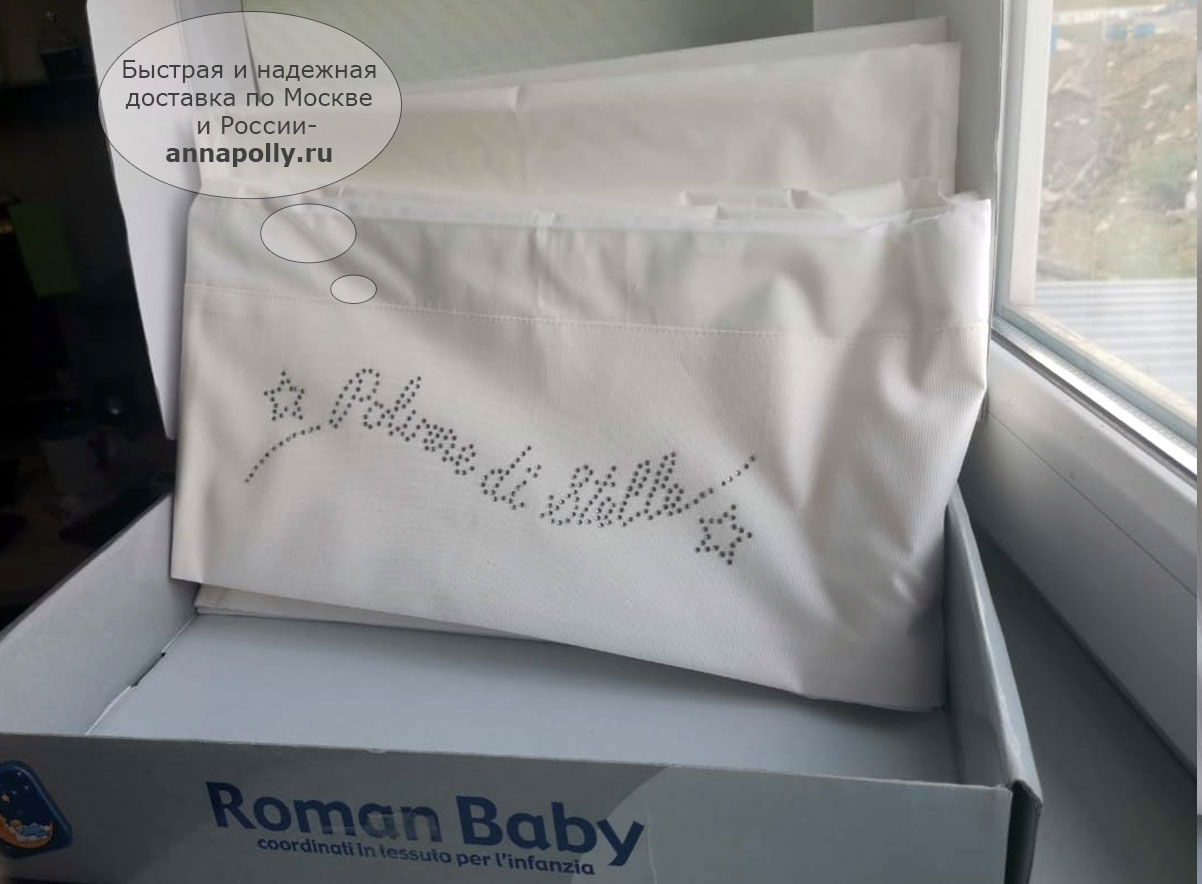 Быстрая и надежная
доставка по Москве
и России-
annapolly.ru
Polvere di Stelle
Roman Baby
coordinati in tessuto per l'infanzia